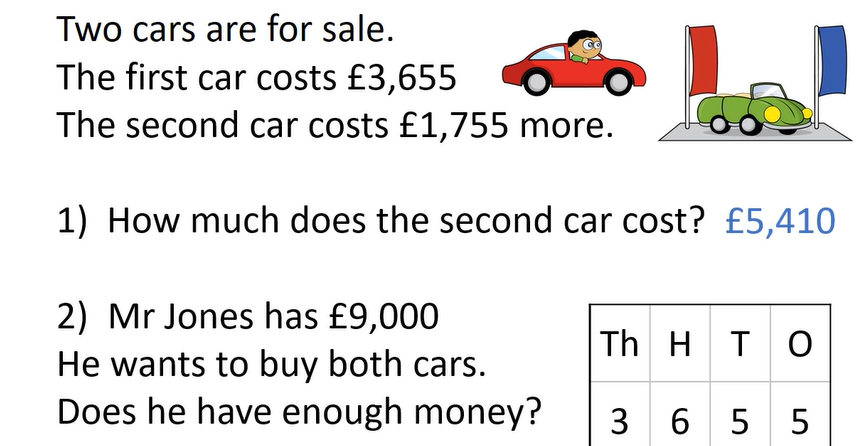 Two cars are for sale.
The first car costs £3,655
The second car costs £1,755 more.
1) How much does the second car cost? £5,410
2) Mr Jones has £9,000
He wants to buy both cars.
Does he have enough money?
Th H T O
3 6 5 5